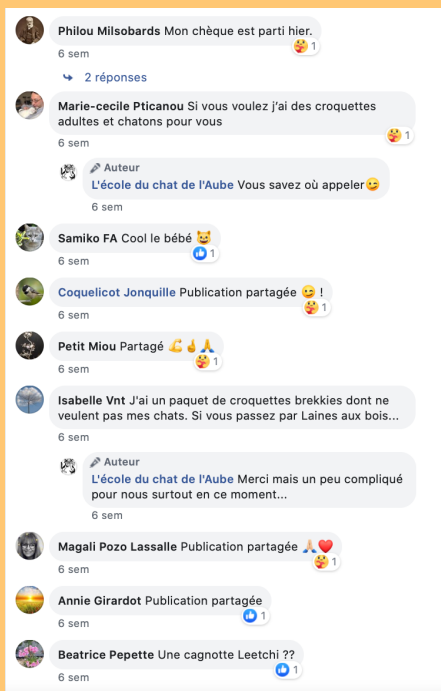 Philou Milsobards Mon chèque est parti hier.
1
6 sem
2 réponses
Marie-cecile Pticanou Si vous voulez j'ai des croquettes
adultes et chatons pour vous
1
6 sem
Auteur
L'école du chat de l'Aube Vous savez où appeler😉
6 sem
Samiko FA Cool le bébé 😺
1
6 sem
Coquelicot Jonquille Publication partagée 😉 !
1
6 sem
Petit Miou Partagé 💪🤞🙏
1
6 sem
Isabelle Vnt J'ai un paquet de croquettes brekkies dont ne
veulent pas mes chats. Si vous passez par Laines aux bois...
6 sem
Auteur
L'école du chat de l'Aube Merci mais un peu compliqué
pour nous surtout en ce moment...
6 sem
Magali Pozo Lassalle Publication partagée 🙏❤️
1
6 sem
Annie Girardot Publication partagée
1
6 sem
Beatrice Pepette Une cagnotte Leetchi ??
1
6 sem